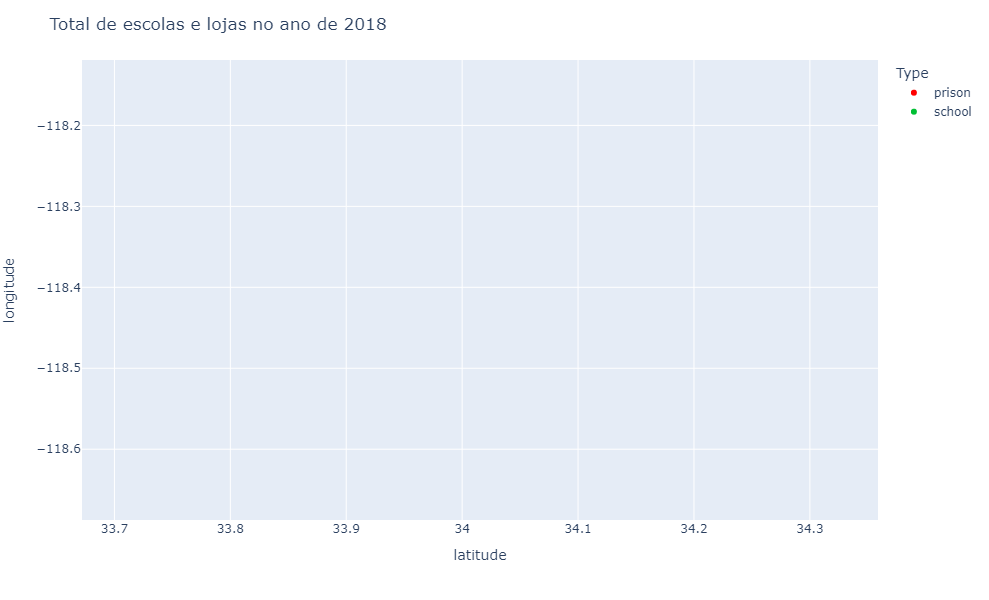 Total de escolas e lojas no ano de 2018
Type
prison
school
−118.2
−118.3
−118.4
−118.5
−118.6
longitude
33.7
33.8
33.9
34
34.1
34.2
34.3
latitude